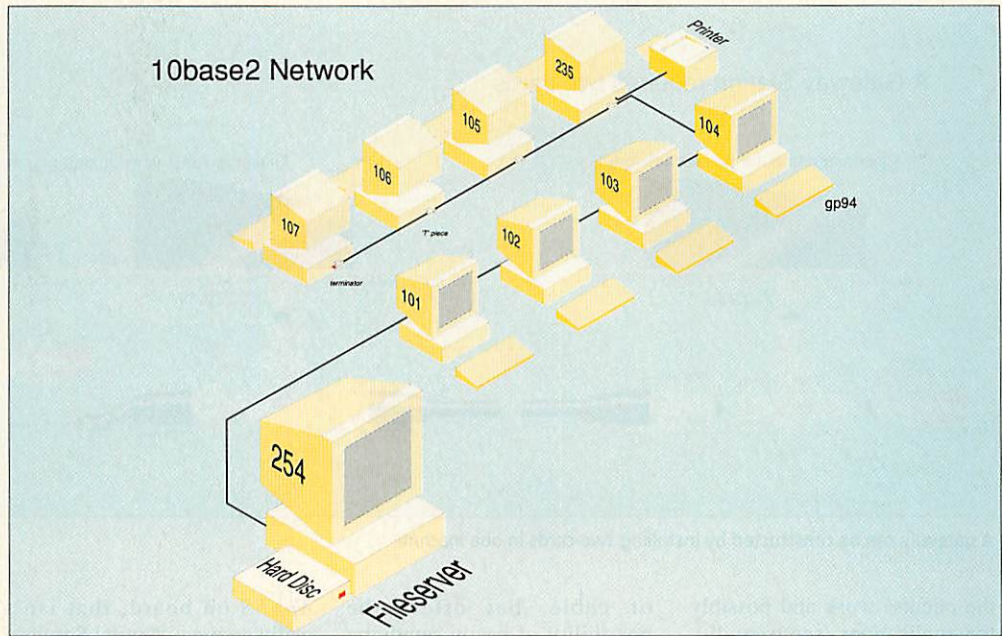 10base2 Network
Printer
235
105
104
106
103
gp94
107
102
"T" piece
terminator
101
254
Hard Disc
Fileserver